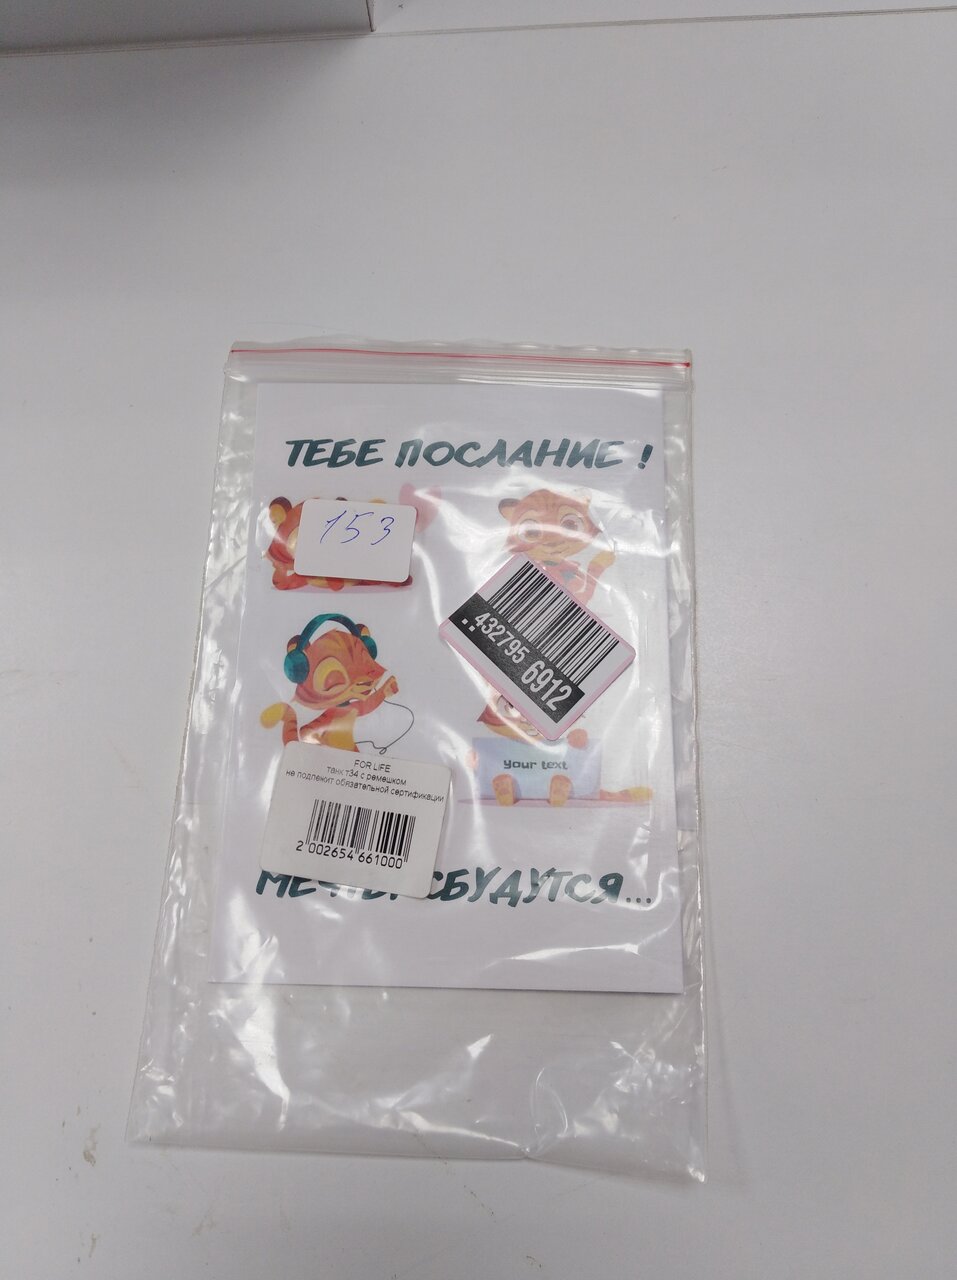 ТЕБЕ ПОСЛАНИЕ !
153
432795 6912
your text
FOR LIFE
танк т34 с ремешком
не подлежит обязательной сертификации
2 002654 661000
МЕЧТЫ СБУДУТСЯ...